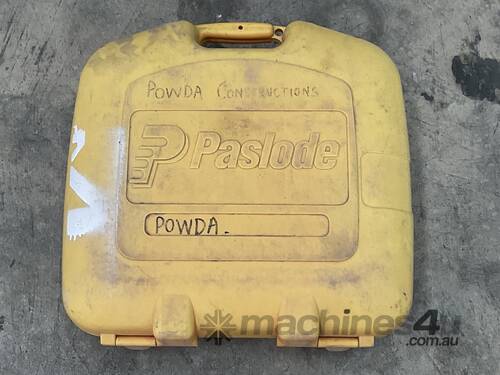 POWDA CONSTRUCTIONS
Paslode
POWDA.
machines4u
.com.au